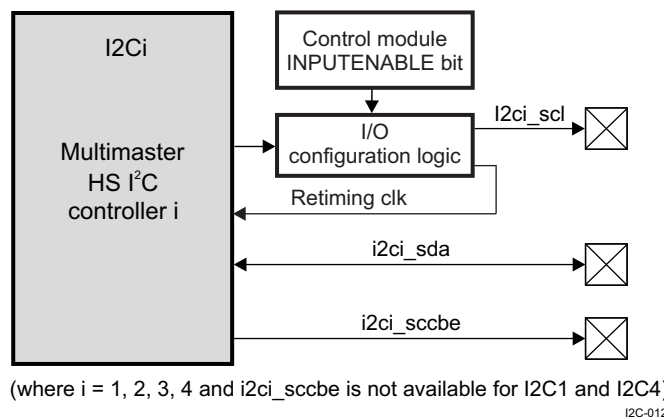 I2Ci
Multimaster
HS I²C
controller i
Control module
INPUTENABLE bit
I/O
configuration logic
I2ci_scl
Retiming clk
i2ci_sda
i2ci_sccbe
(where i = 1, 2, 3, 4 and i2ci_sccbe is not available for I2C1 and I2C4)
I2C-012